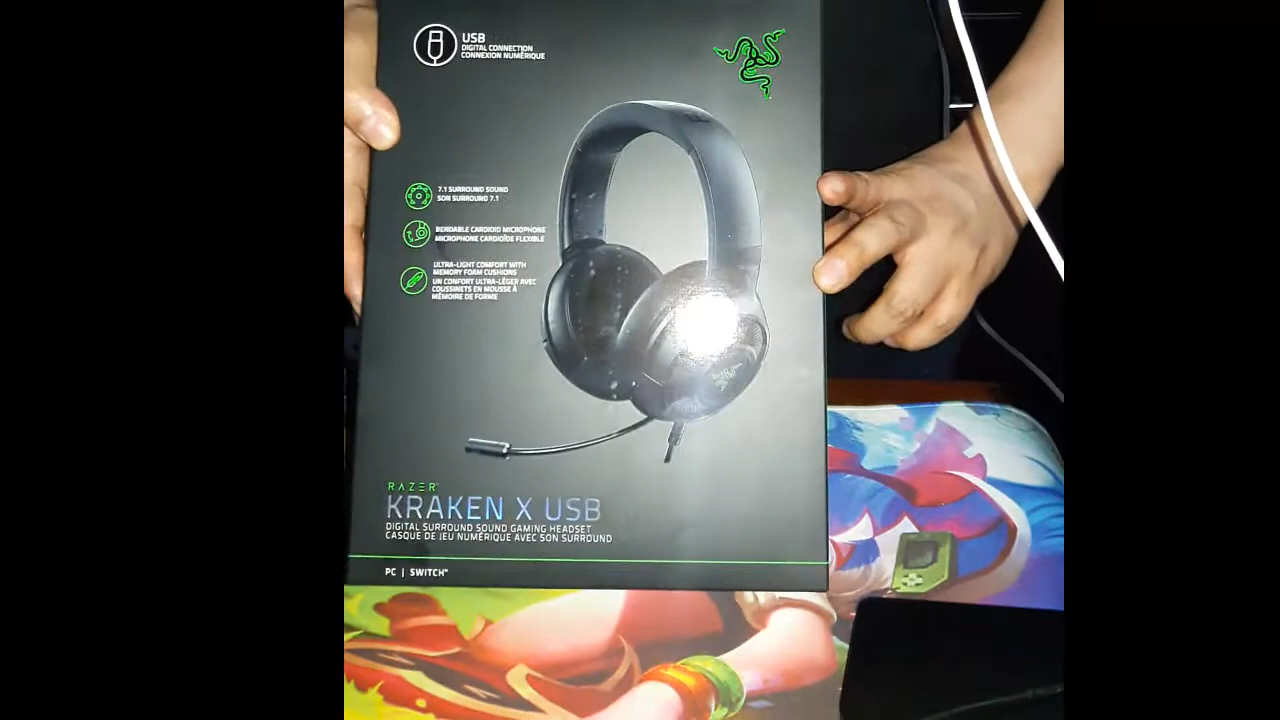 USB
DIGITAL CONNECTION
CONNEXION NUMÉRIQUE
7.1 SURROUND SOUND
SON SURROUND 7.1
BENDABLE CARDIOID MICROPHONE
MICROPHONE CARDIOÏDE FLEXIBLE
ULTRA-LIGHT COMFORT WITH
MEMORY FOAM CUSHIONS
UN CONFORT ULTRA-LÉGER AVEC
COUSSINETS EN MOUSSE À
MÉMOIRE DE FORME
RAZER
KRAKEN X USB
DIGITAL SURROUND SOUND GAMING HEADSET
CASQUE DE JEU NUMÉRIQUE AVEC SON SURROUND
PC | SWITCH™